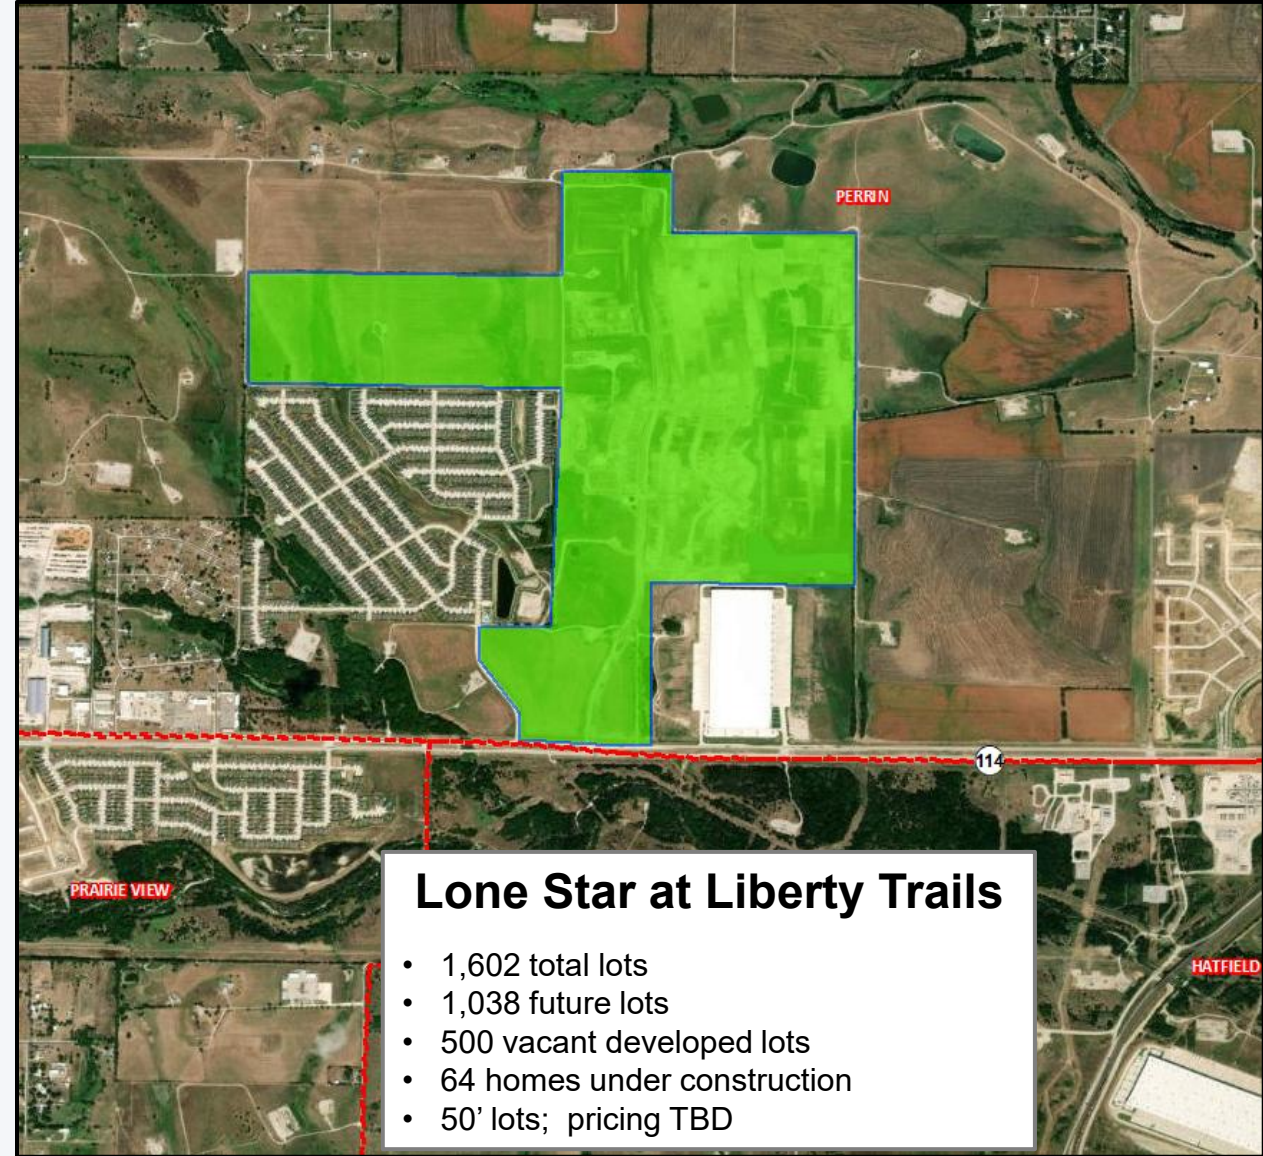 PERRIN
114
PRAIRIE VIEW
Lone Star at Liberty Trails
HATFIELD
• 1,602 total lots
• 1,038 future lots
• 500 vacant developed lots
• 64 homes under construction
• 50’ lots;  pricing TBD